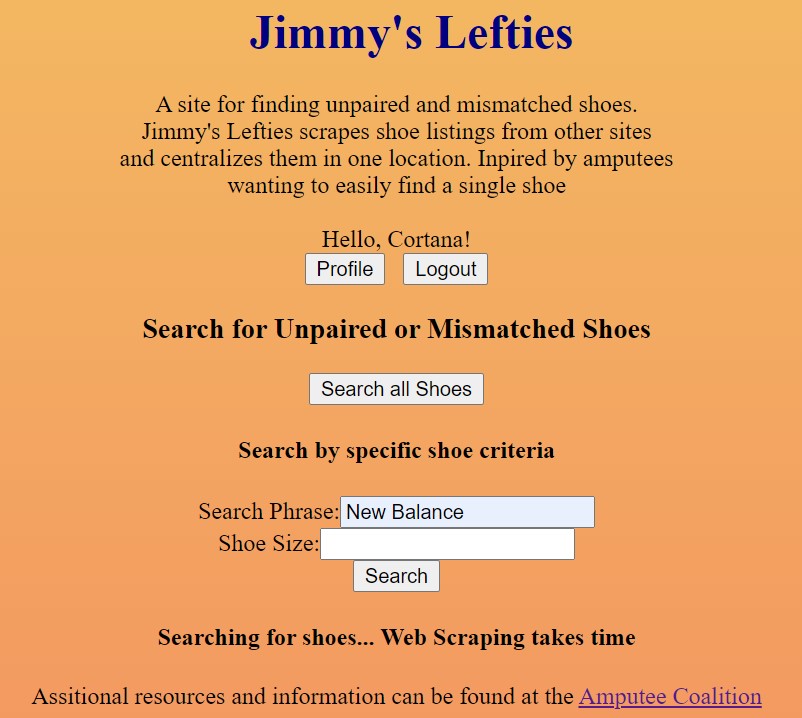 Jimmy's Lefties
A site for finding unpaired and mismatched shoes.
Jimmy's Lefties scrapes shoe listings from other sites
and centralizes them in one location. Inpired by amputees
wanting to easily find a single shoe
Hello, Cortana!
Profile Logout
Search for Unpaired or Mismatched Shoes
Search all Shoes
Search by specific shoe criteria
Search Phrase: New Balance
Shoe Size:
Search
Searching for shoes... Web Scraping takes time
Assitional resources and information can be found at the Amputee Coalition